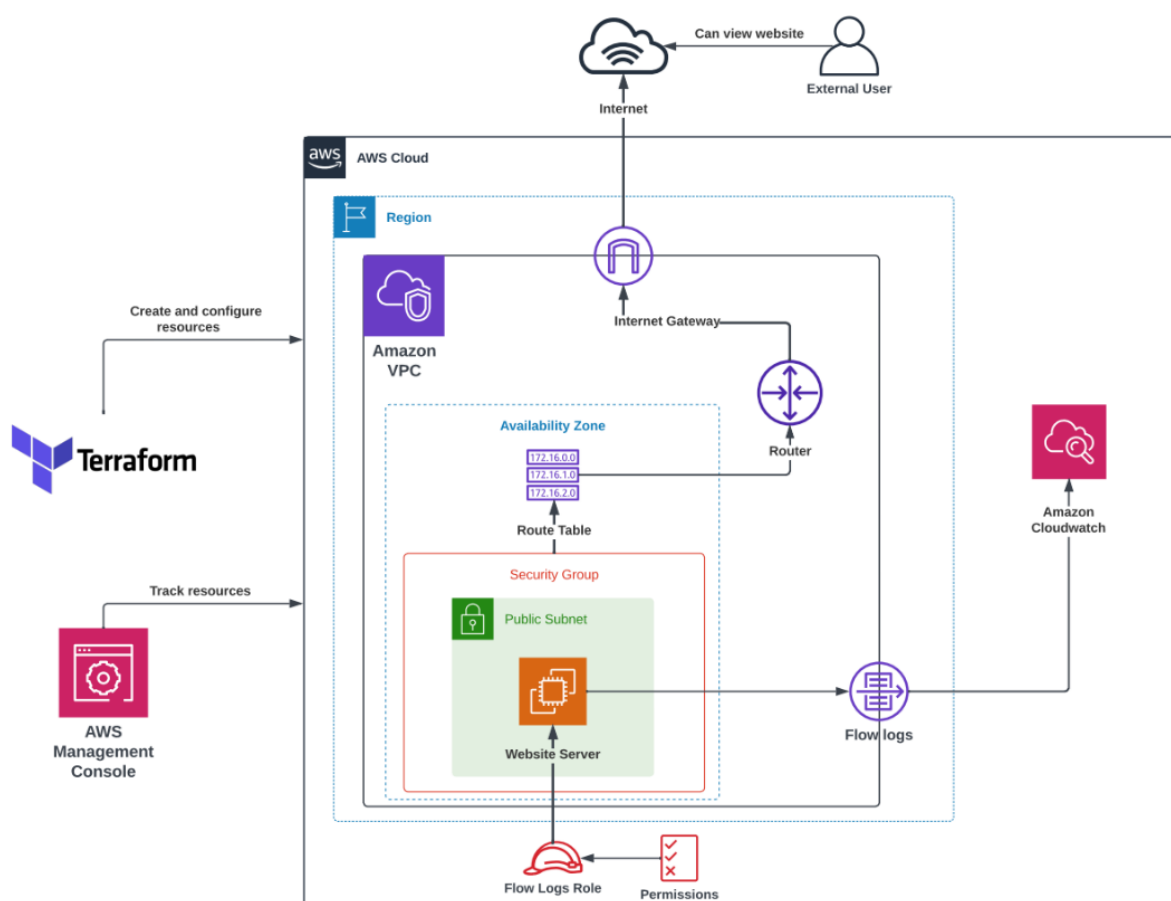 Can view website
External User
Internet
aws
AWS Cloud
Region
Create and configure
resources
Internet Gateway
Amazon
VPC
Availability Zone
Router
Terraform
172.16.0.0
172.16.1.0
172.16.2.0
Route Table
Amazon
Cloudwatch
Security Group
Track resources
Public Subnet
AWS
Management
Console
Website Server
Flow logs
Flow Logs Role
Permissions